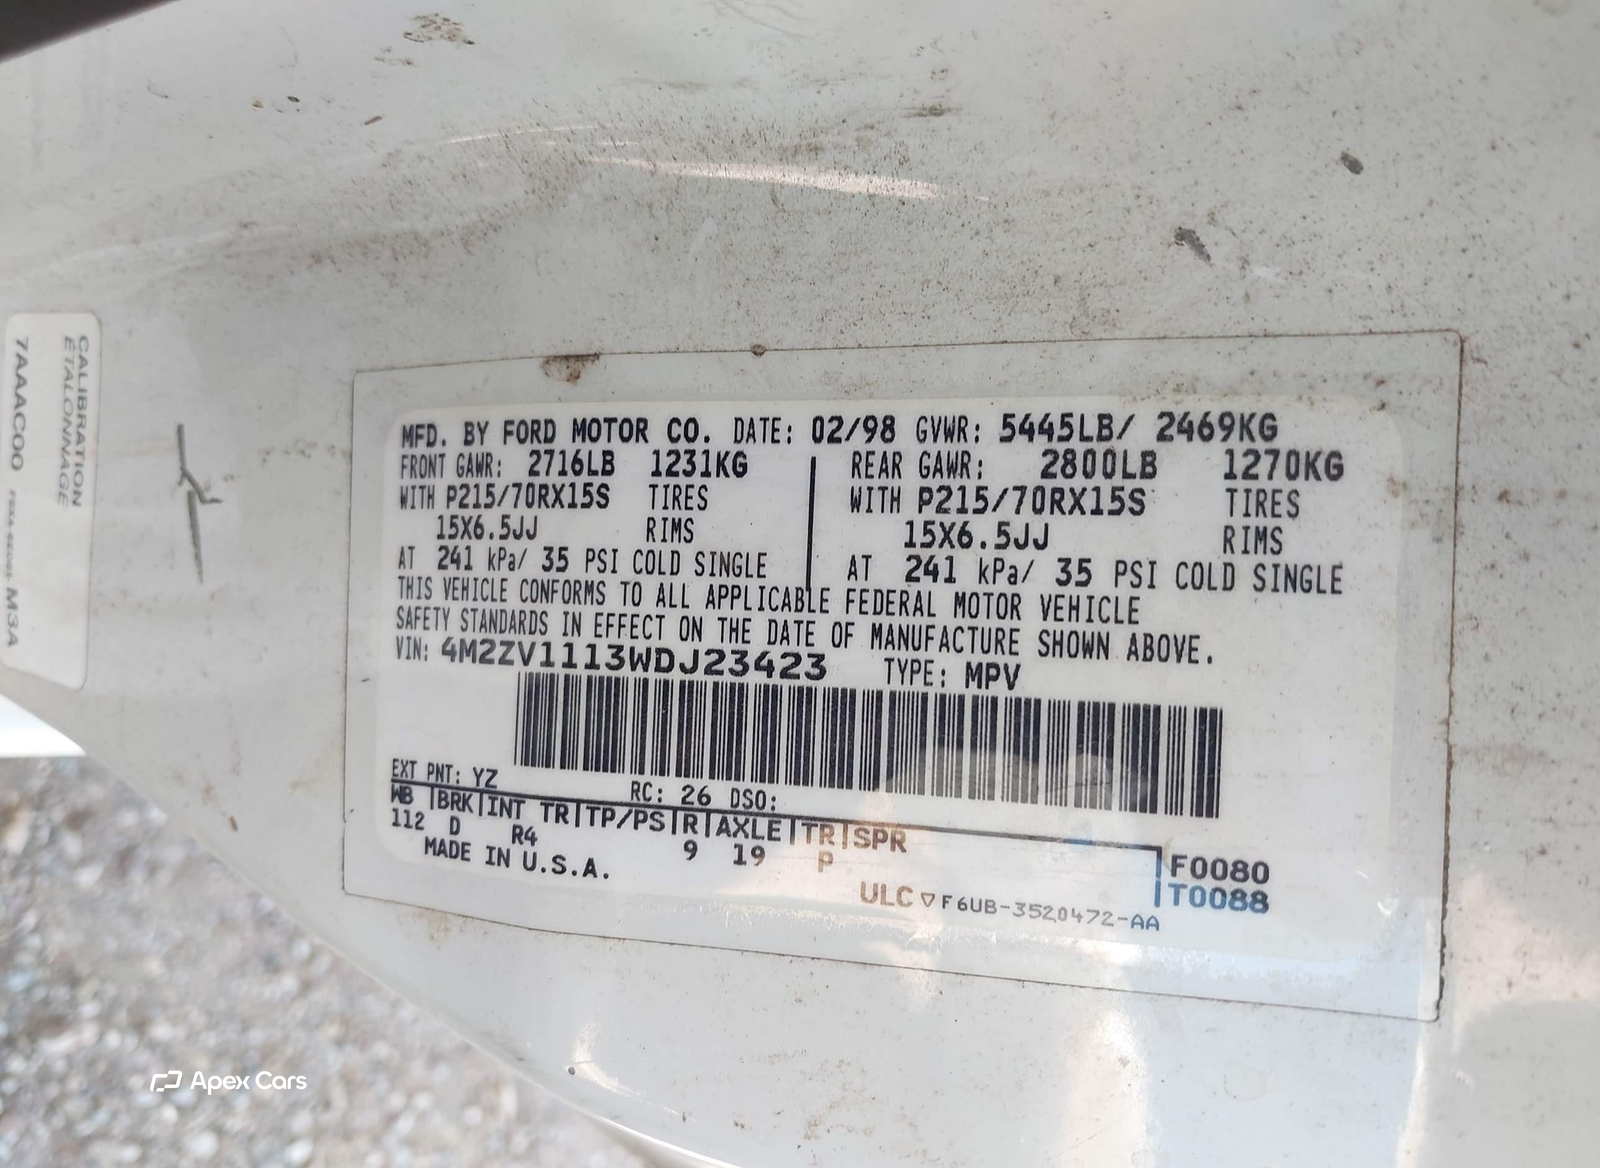 MFD. BY FORD MOTOR CO. DATE: 02/98 GVWR: 5445LB/ 2469KG
FRONT GAWR: 2716LB 1231KG REAR GAWR: 2800LB 1270KG
WITH P215/70RX15S TIRES WITH P215/70RX15S TIRES
15X6.5JJ RIMS 15X6.5JJ RIMS
AT 241 kPa/ 35 PSI COLD SINGLE AT 241 kPa/ 35 PSI COLD SINGLE
THIS VEHICLE CONFORMS TO ALL APPLICABLE FEDERAL MOTOR VEHICLE
SAFETY STANDARDS IN EFFECT ON THE DATE OF MANUFACTURE SHOWN ABOVE.
VIN: 4M2ZV1113WDJ23423 TYPE: MPV
EXT PNT: YZ RC: 26 DSO:
WB |BRK|INT TR|TP/PS|R|AXLE|TR|SPR
112 D R4 9 19 P F0080
MADE IN U.S.A. T0088
ULC ▽ F6UB-3520472-AA
CALIBRATION
ÉTALONNAGE
7AAAC000 M3A
Apex Cars